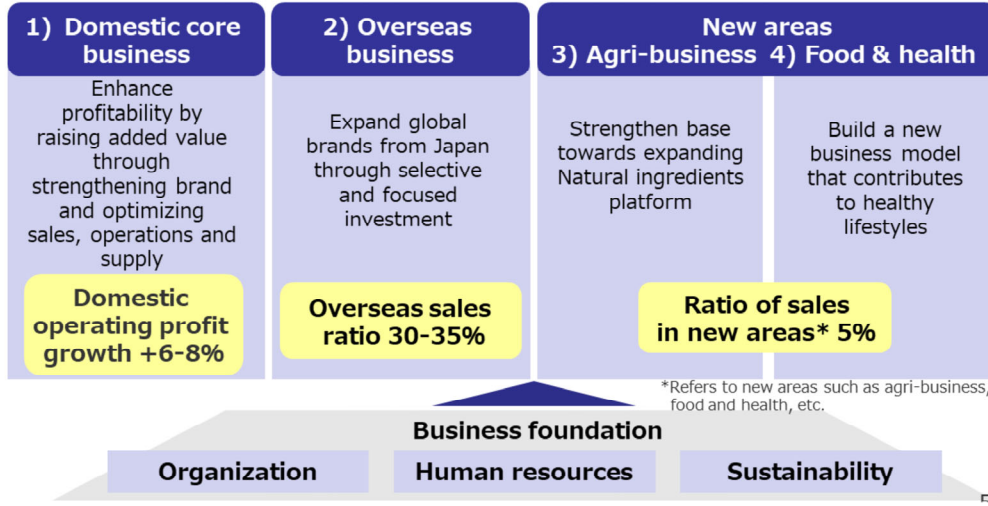 1) Domestic core
business
Enhance
profitability by
raising added value
through
strengthening brand
and optimizing
sales, operations and
supply
Domestic
operating profit
growth +6-8%
2) Overseas
business
Expand global
brands from Japan
through selective
and focused
investment
Overseas sales
ratio 30-35%
New areas
3) Agri-business 4) Food & health
Strengthen base
towards expanding
Natural ingredients
platform
Build a new
business model
that contributes
to healthy
lifestyles
Ratio of sales
in new areas* 5%
*Refers to new areas such as agri-business,
food and health, etc.
Business foundation
Organization
Human resources
Sustainability